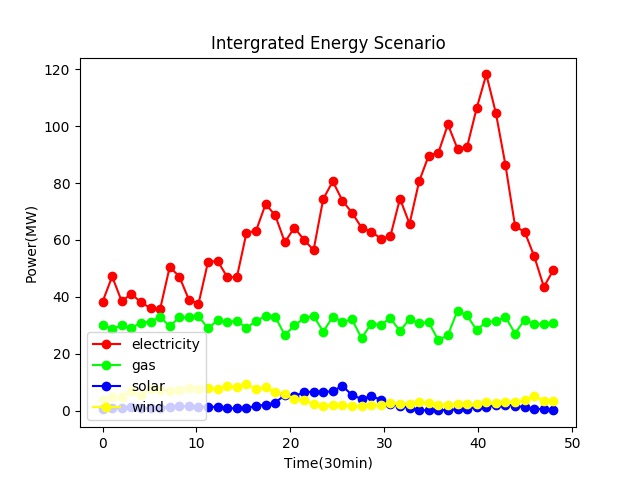 Intergrated Energy Scenario
Power(MW)
120
100
80
60
40
20
0
electricity
gas
solar
wind
0 10 20 30 40 50
Time(30min)